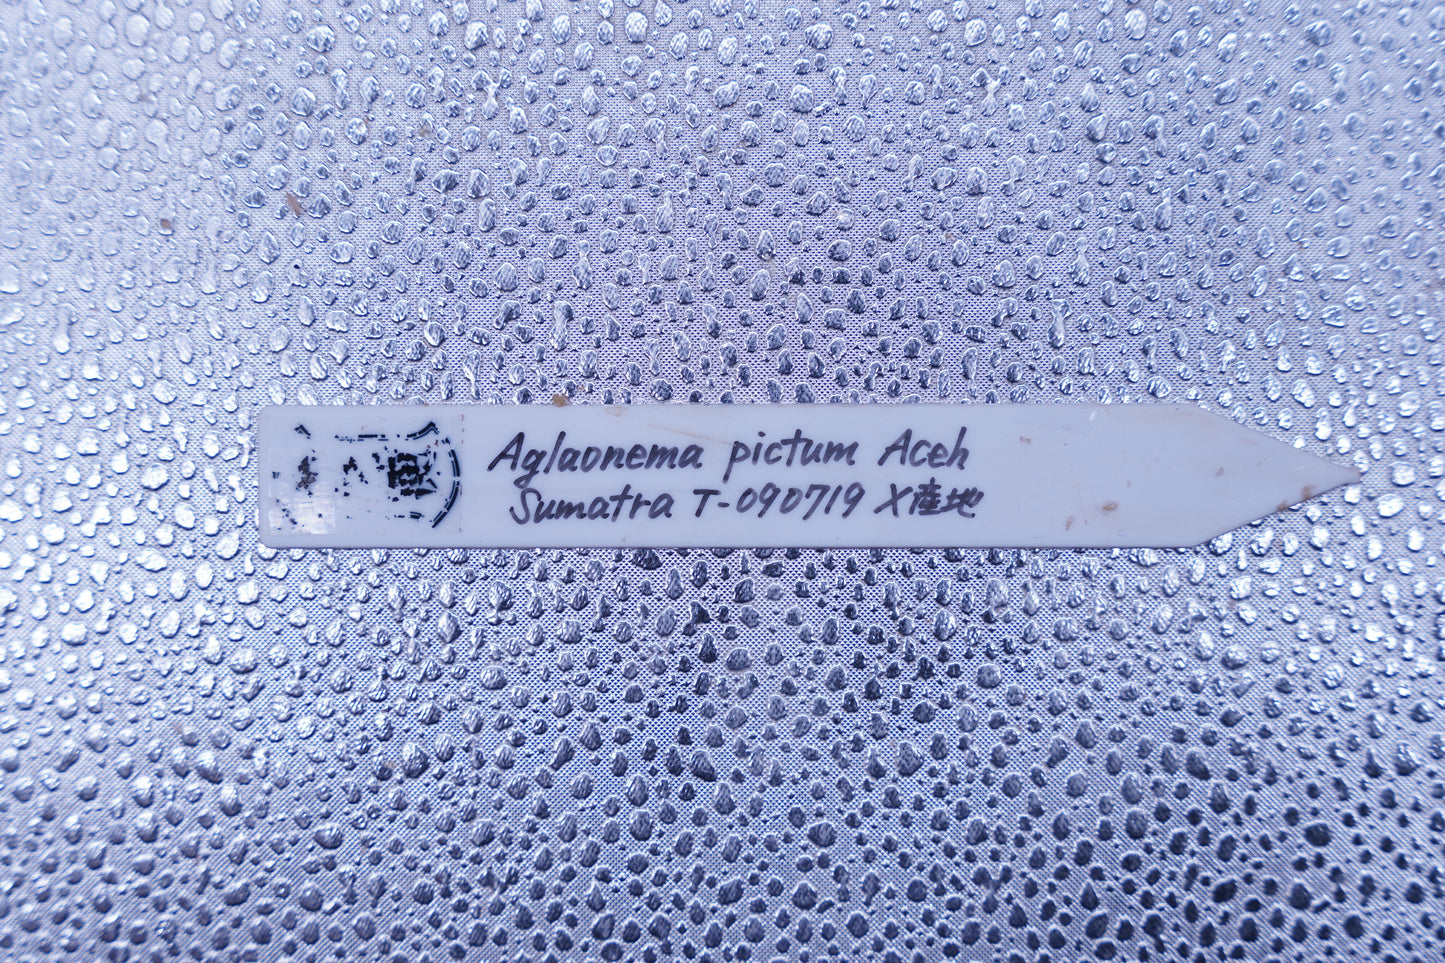 Aglaonema pictum Aceh
Sumatra T-090719 X産地